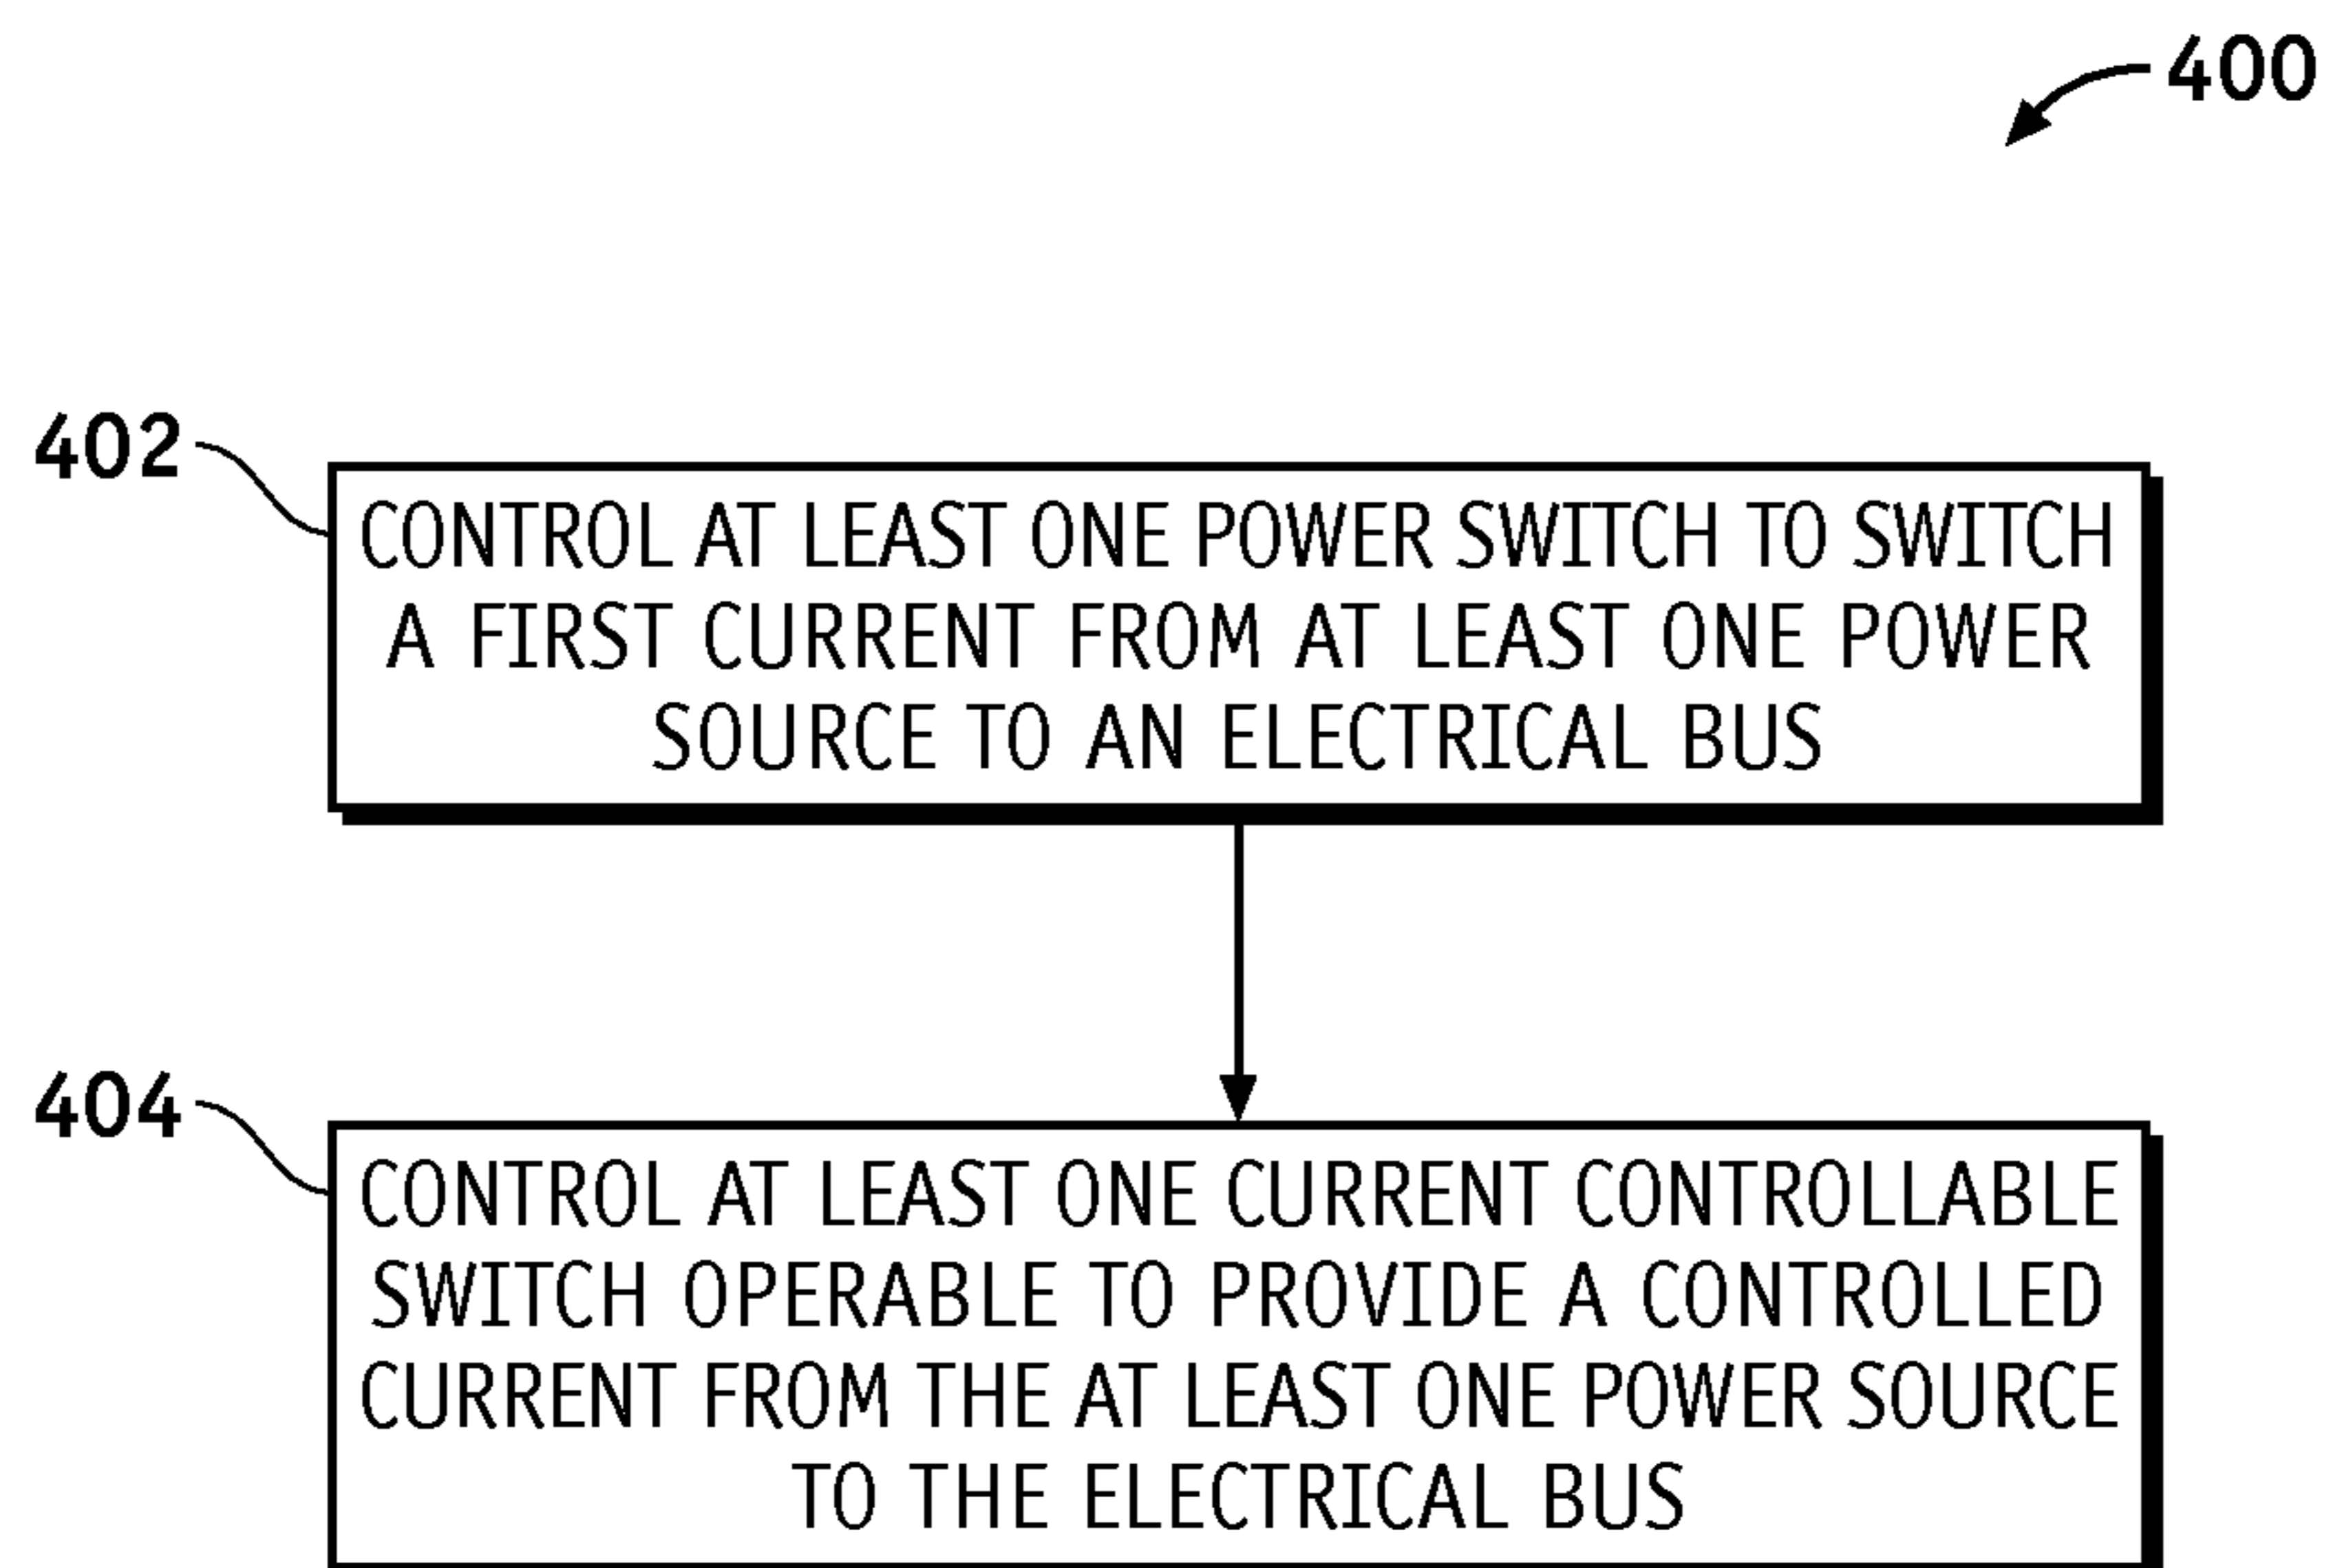 400
402
CONTROL AT LEAST ONE POWER SWITCH TO SWITCH
A FIRST CURRENT FROM AT LEAST ONE POWER
SOURCE TO AN ELECTRICAL BUS
404
CONTROL AT LEAST ONE CURRENT CONTROLLABLE
SWITCH OPERABLE TO PROVIDE A CONTROLLED
CURRENT FROM THE AT LEAST ONE POWER SOURCE
TO THE ELECTRICAL BUS